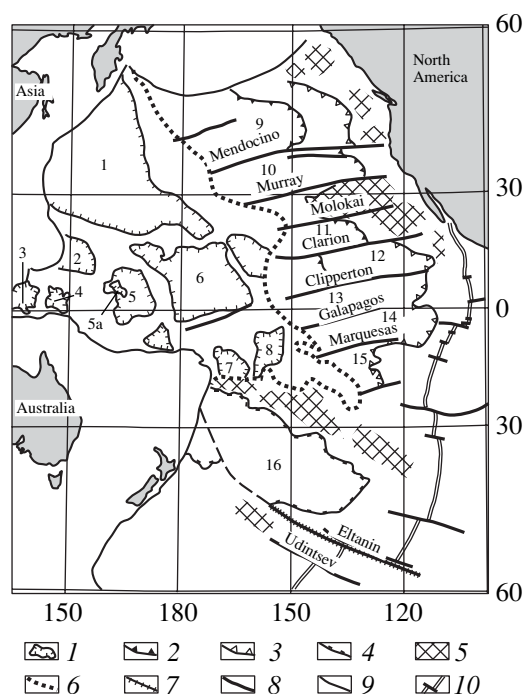 60
North
America
Asia
9
Mendocino
1
10
Murray
30
Molokai
11
Clarion
12
2
3
6
Clipperton
4
5
13
0
5a
Galapagos
14
Marquesas
8
7
15
Australia
30
16
Eltanin
Udintsev
60
150 180 150 120
1 2 3 4 5
6 7 8 9 10